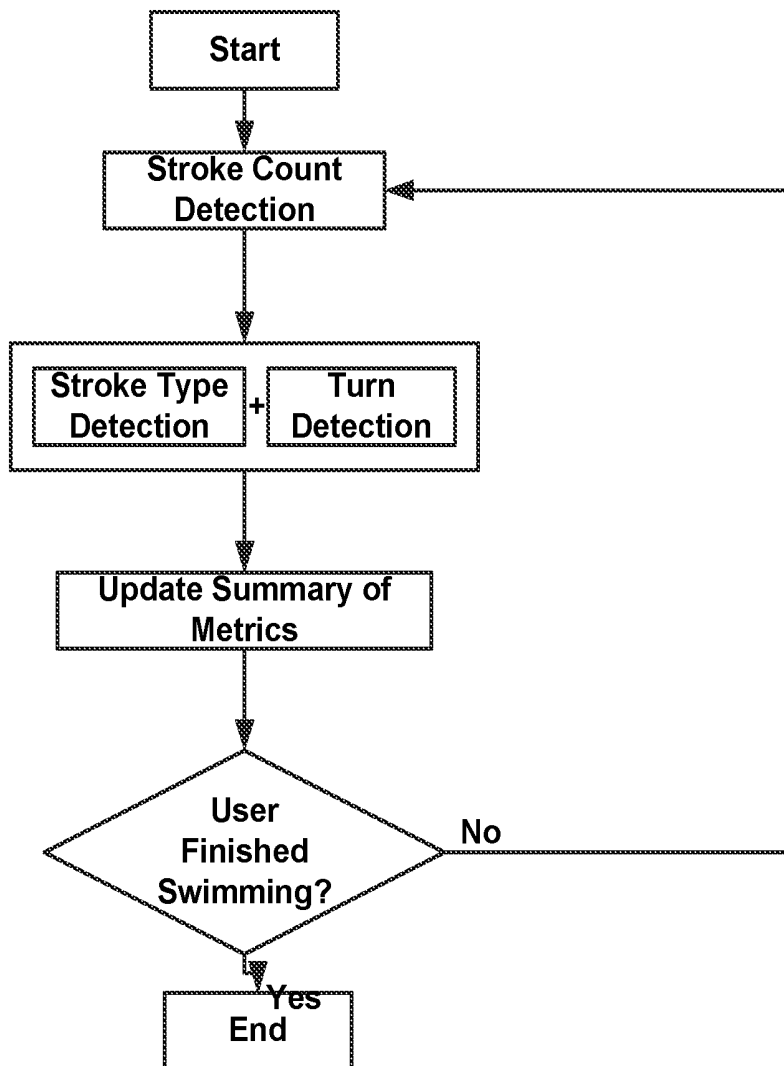 Start
Stroke Count
Detection
Stroke Type
Detection
+
Turn
Detection
Update Summary of
Metrics
User
Finished
Swimming?
No
Yes
End